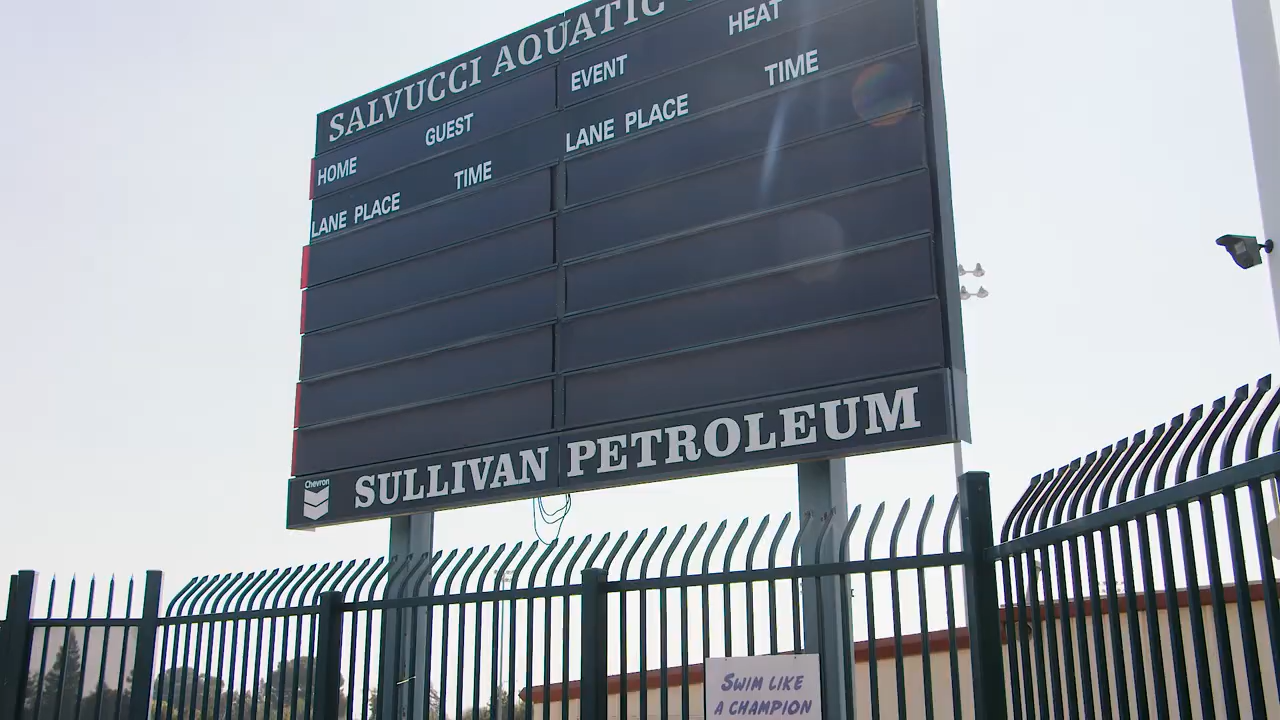 SALVUCCI AQUATIC
HOME GUEST
EVENT HEAT
LANE PLACE TIME
LANE PLACE TIME
Chevron
SULLIVAN PETROLEUM
SWIM LIKE
A CHAMPION